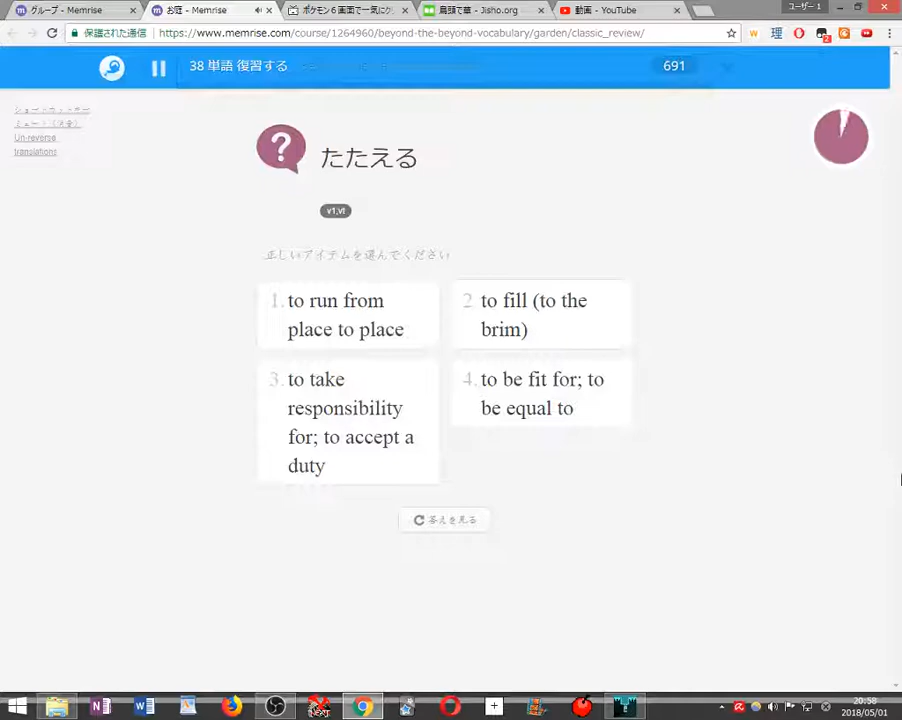 グループ - Memrise
お庭 - Memrise
ポケモン６画面で一気にク
鳥頭で華 - Jisho.org
動画 - YouTube
ユーザー 1
保護された通信
https://www.memrise.com/course/1264960/beyond-the-beyond-vocabulary/garden/classic_review/
38 単語 復習する
691
Un-reverse
translations
たたえる
v1,vt
正しいアイテムを選んでください
1. to run from
place to place
2. to fill (to the
brim)
3. to take
responsibility
for; to accept a
duty
4. to be fit for; to
be equal to
答えを見る
20:58
2018/05/01